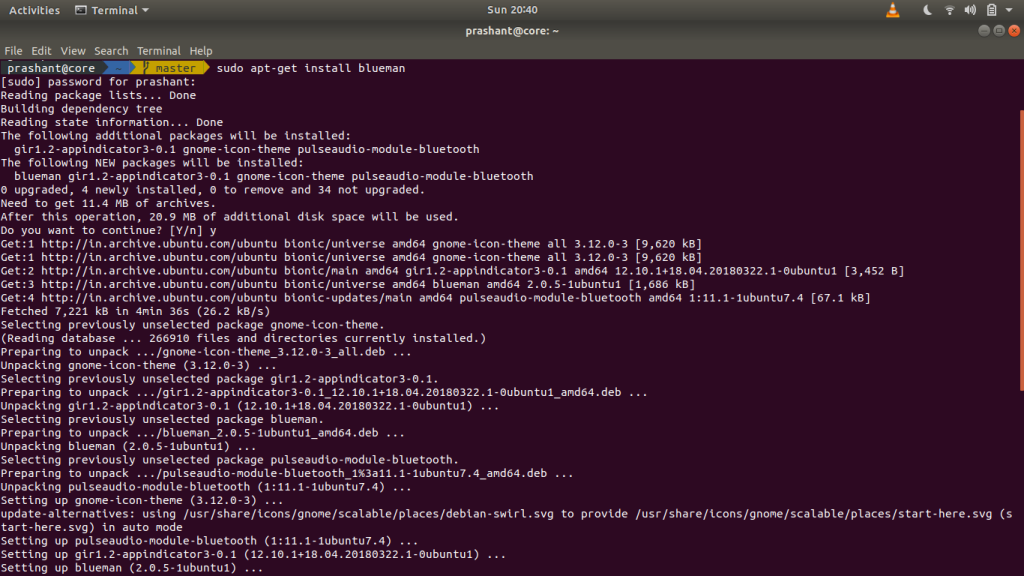 Activities Terminal Sun 20:40
prashant@core: ~
File Edit View Search Terminal Help
prashant@core ~ master sudo apt-get install blueman
[sudo] password for prashant:
Reading package lists... Done
Building dependency tree
Reading state information... Done
The following additional packages will be installed:
  gir1.2-appindicator3-0.1 gnome-icon-theme pulseaudio-module-bluetooth
The following NEW packages will be installed:
  blueman gir1.2-appindicator3-0.1 gnome-icon-theme pulseaudio-module-bluetooth
0 upgraded, 4 newly installed, 0 to remove and 34 not upgraded.
Need to get 11.4 MB of archives.
After this operation, 20.9 MB of additional disk space will be used.
Do you want to continue? [Y/n] y
Get:1 http://in.archive.ubuntu.com/ubuntu bionic/universe amd64 gnome-icon-theme all 3.12.0-3 [9,620 kB]
Get:1 http://in.archive.ubuntu.com/ubuntu bionic/universe amd64 gnome-icon-theme all 3.12.0-3 [9,620 kB]
Get:2 http://in.archive.ubuntu.com/ubuntu bionic/main amd64 gir1.2-appindicator3-0.1 amd64 12.10.1+18.04.20180322.1-0ubuntu1 [3,452 B]
Get:3 http://in.archive.ubuntu.com/ubuntu bionic/universe amd64 blueman amd64 2.0.5-1ubuntu1 [1,686 kB]
Get:4 http://in.archive.ubuntu.com/ubuntu bionic-updates/main amd64 pulseaudio-module-bluetooth amd64 1:11.1-1ubuntu7.4 [67.1 kB]
Fetched 7,221 kB in 4min 36s (26.2 kB/s)
Selecting previously unselected package gnome-icon-theme.
(Reading database ... 266910 files and directories currently installed.)
Preparing to unpack .../gnome-icon-theme_3.12.0-3_all.deb ...
Unpacking gnome-icon-theme (3.12.0-3) ...
Selecting previously unselected package gir1.2-appindicator3-0.1.
Preparing to unpack .../gir1.2-appindicator3-0.1_12.10.1+18.04.20180322.1-0ubuntu1_amd64.deb ...
Unpacking gir1.2-appindicator3-0.1 (12.10.1+18.04.20180322.1-0ubuntu1) ...
Selecting previously unselected package blueman.
Preparing to unpack .../blueman_2.0.5-1ubuntu1_amd64.deb ...
Unpacking blueman (2.0.5-1ubuntu1) ...
Selecting previously unselected package pulseaudio-module-bluetooth.
Preparing to unpack .../pulseaudio-module-bluetooth_1%3a11.1-1ubuntu7.4_amd64.deb ...
Unpacking pulseaudio-module-bluetooth (1:11.1-1ubuntu7.4) ...
Setting up gnome-icon-theme (3.12.0-3) ...
update-alternatives: using /usr/share/icons/gnome/scalable/places/debian-swirl.svg to provide /usr/share/icons/gnome/scalable/places/start-here.svg (s
tart-here.svg) in auto mode
Setting up pulseaudio-module-bluetooth (1:11.1-1ubuntu7.4) ...
Setting up gir1.2-appindicator3-0.1 (12.10.1+18.04.20180322.1-0ubuntu1) ...
Setting up blueman (2.0.5-1ubuntu1) ...